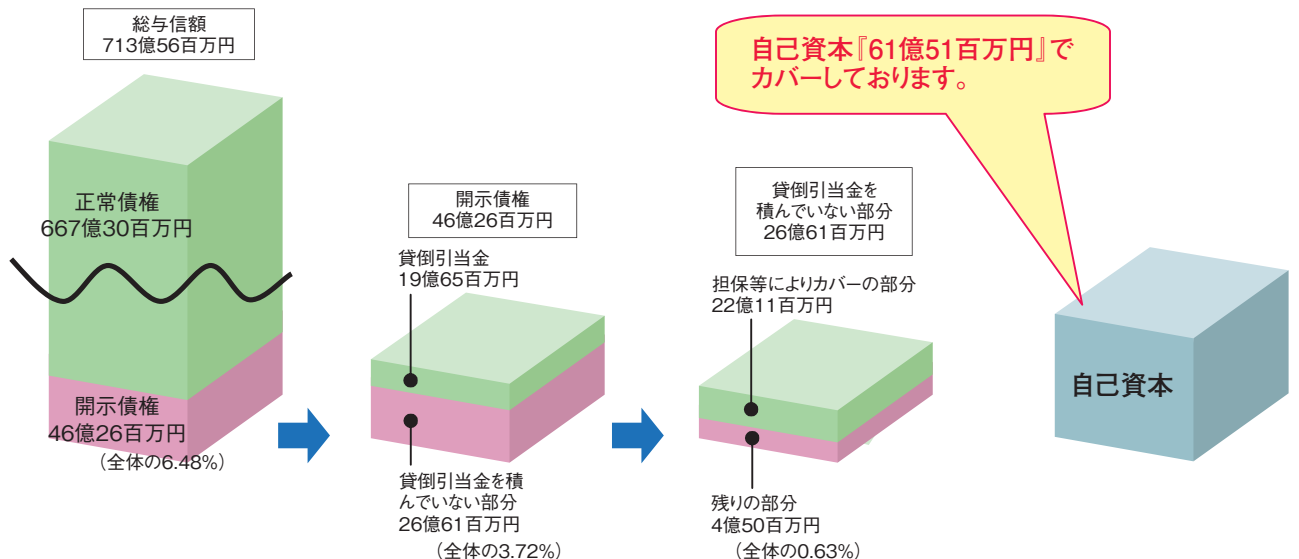 総与信額
713億56百万円
正常債権
667億30百万円
開示債権
46億26百万円
(全体の6.48%)
開示債権
46億26百万円
貸倒引当金
19億65百万円
貸倒引当金を積
んでいない部分
26億61百万円
(全体の3.72%)
貸倒引当金を
積んでいない部分
26億61百万円
担保等によりカバーの部分
22億11百万円
残りの部分
4億50百万円
(全体の0.63%)
自己資本『61億51百万円』で
カバーしております。
自己資本